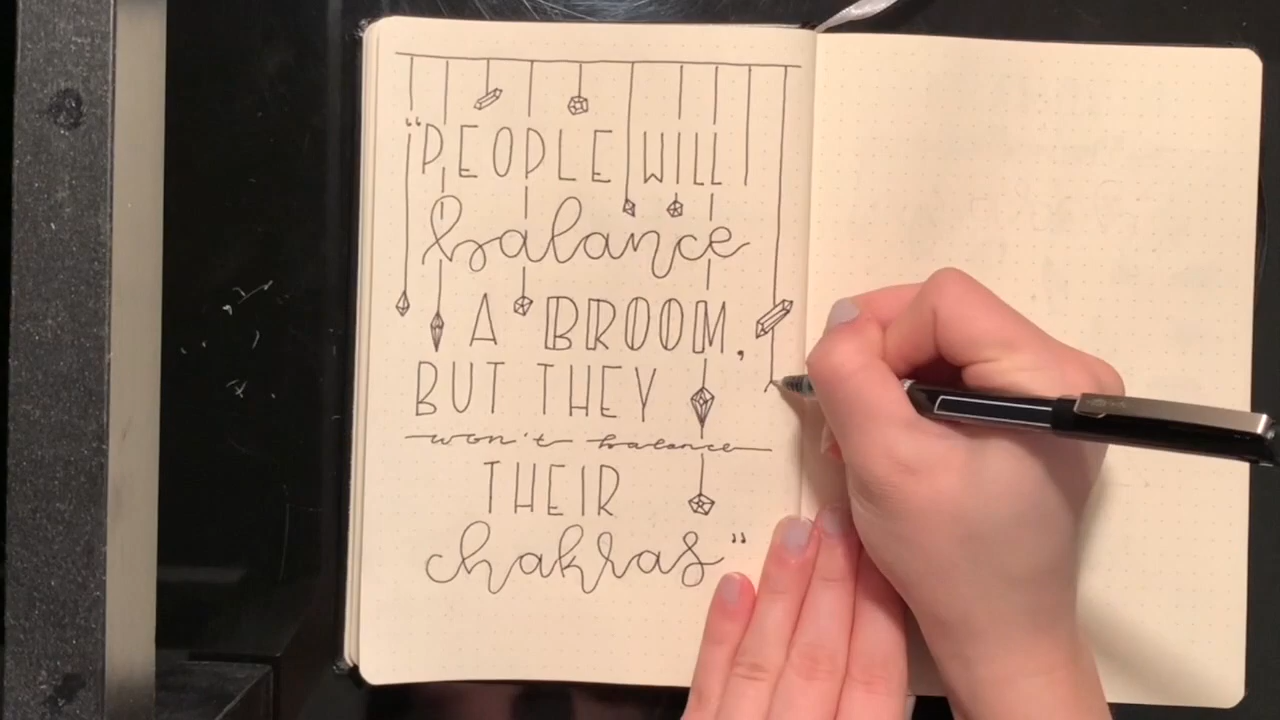 "PEOPLE WILL
balance
A BROOM,
BUT THEY
won't balance
THEIR
chakras"